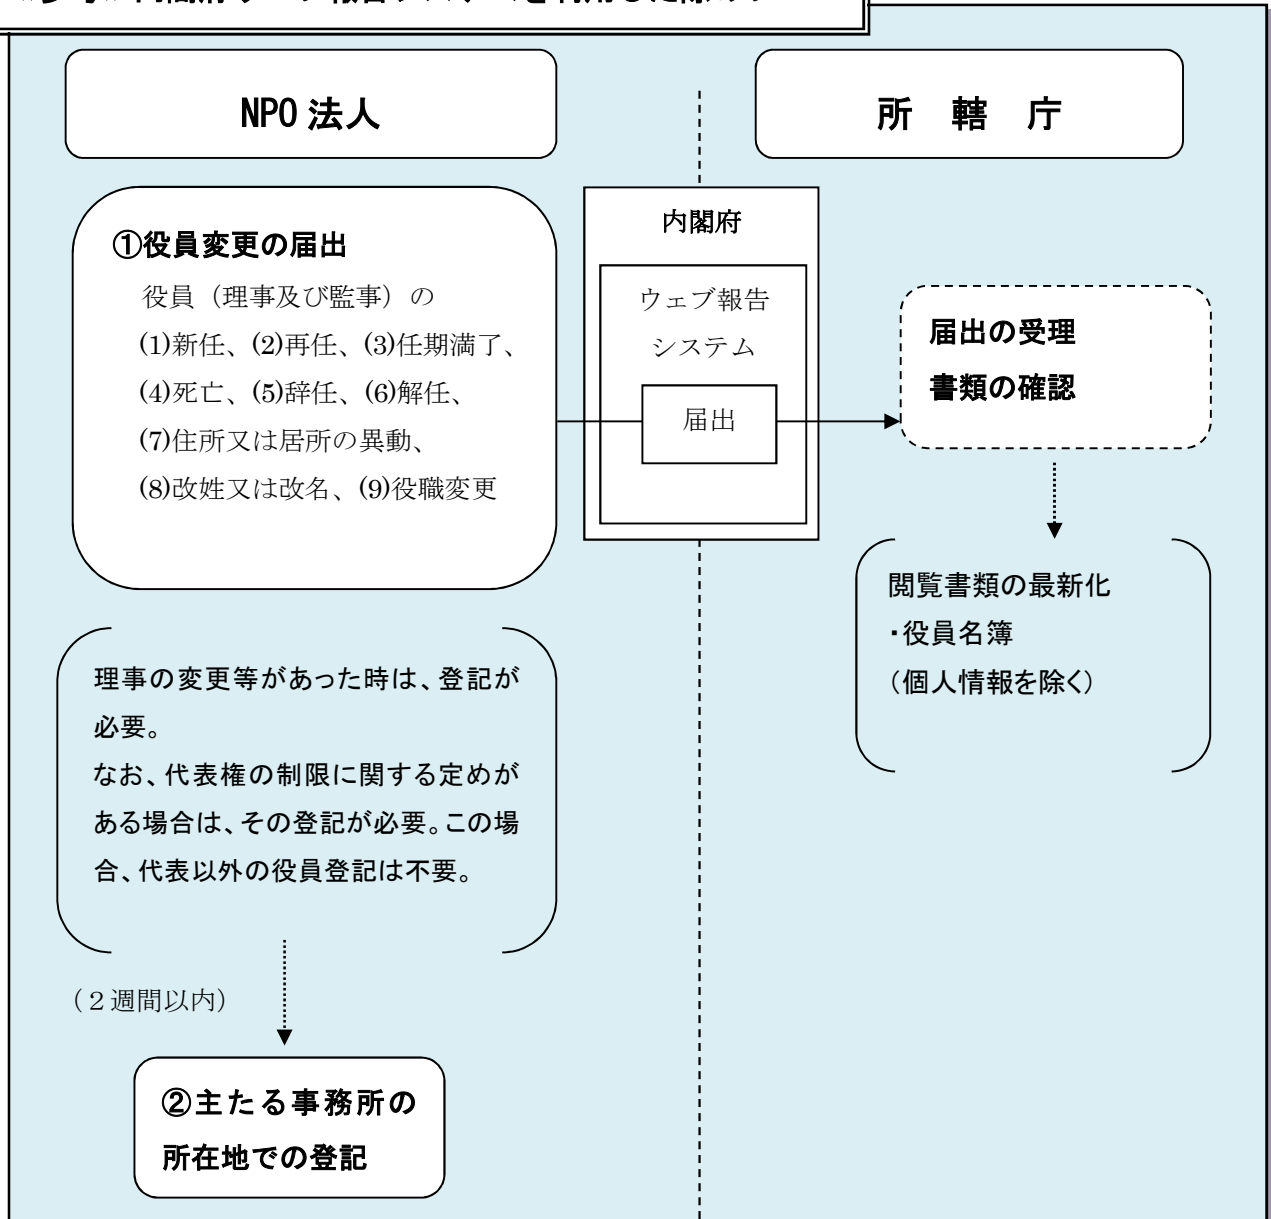 NPO 法人
所 轄 庁
①役員変更の届出
役員（理事及び監事）の
(1)新任、(2)再任、(3)任期満了、
(4)死亡、(5)辞任、(6)解任、
(7)住所又は居所の異動、
(8)改姓又は改名、(9)役職変更
内閣府
ウェブ報告
システム
届出
届出の受理
書類の確認
閲覧書類の最新化
・役員名簿
（個人情報を除く）
理事の変更等があった時は、登記が
必要。
なお、代表権の制限に関する定めが
ある場合は、その登記が必要。この場
合、代表以外の役員登記は不要。
（２週間以内）
②主たる事務所の
所在地での登記